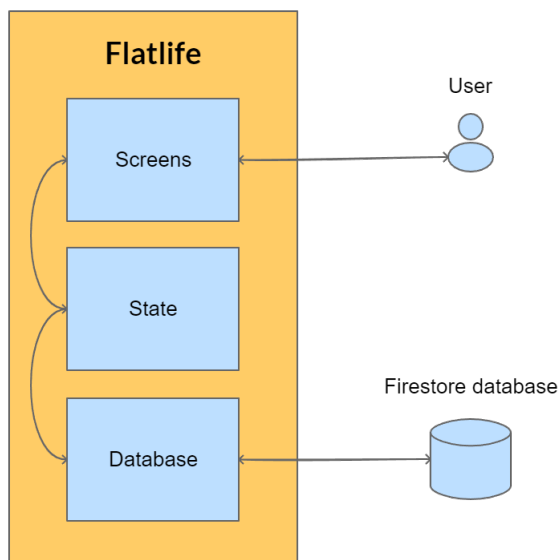 Flatlife
User
Screens
State
Firestore database
Database